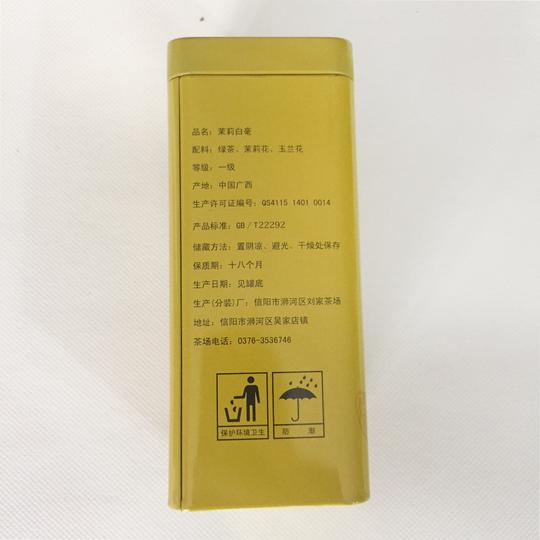 品名：茉莉白毫
配料：绿茶、茉莉花、玉兰花
等级：一级
产地：中国广西
生产许可证编号：QS4115 1401 0014
产品标准：GB／T22292
储藏方法：置阴凉、避光、干燥处保存
保质期：十八个月
生产日期：见罐底
生产(分装)厂：信阳市浉河区刘家茶场
地址：信阳市浉河区吴家店镇
茶场电话：0376-3536746
保护环境卫生
防 潮